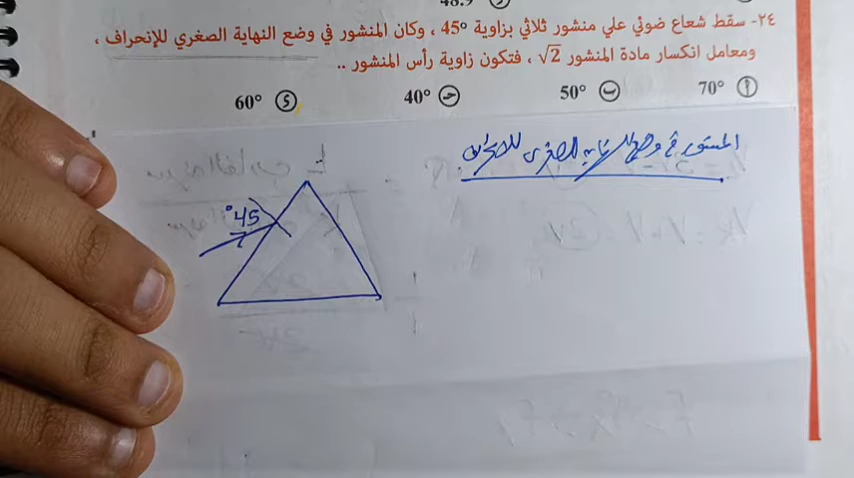 ٢٤- سقط شعاع ضوئي علي منشور ثلاثي بزاوية 45° ، وكان المنشور في وضع النهاية الصغري للإنحراف ،
ومعامل انكسار مادة المنشور √2 ، فتكون زاوية رأس المنشور ..
أ 70° ب 50° جـ 40° د 60°
المنشور في وضع النهاية الصغرى للانحراف
45°